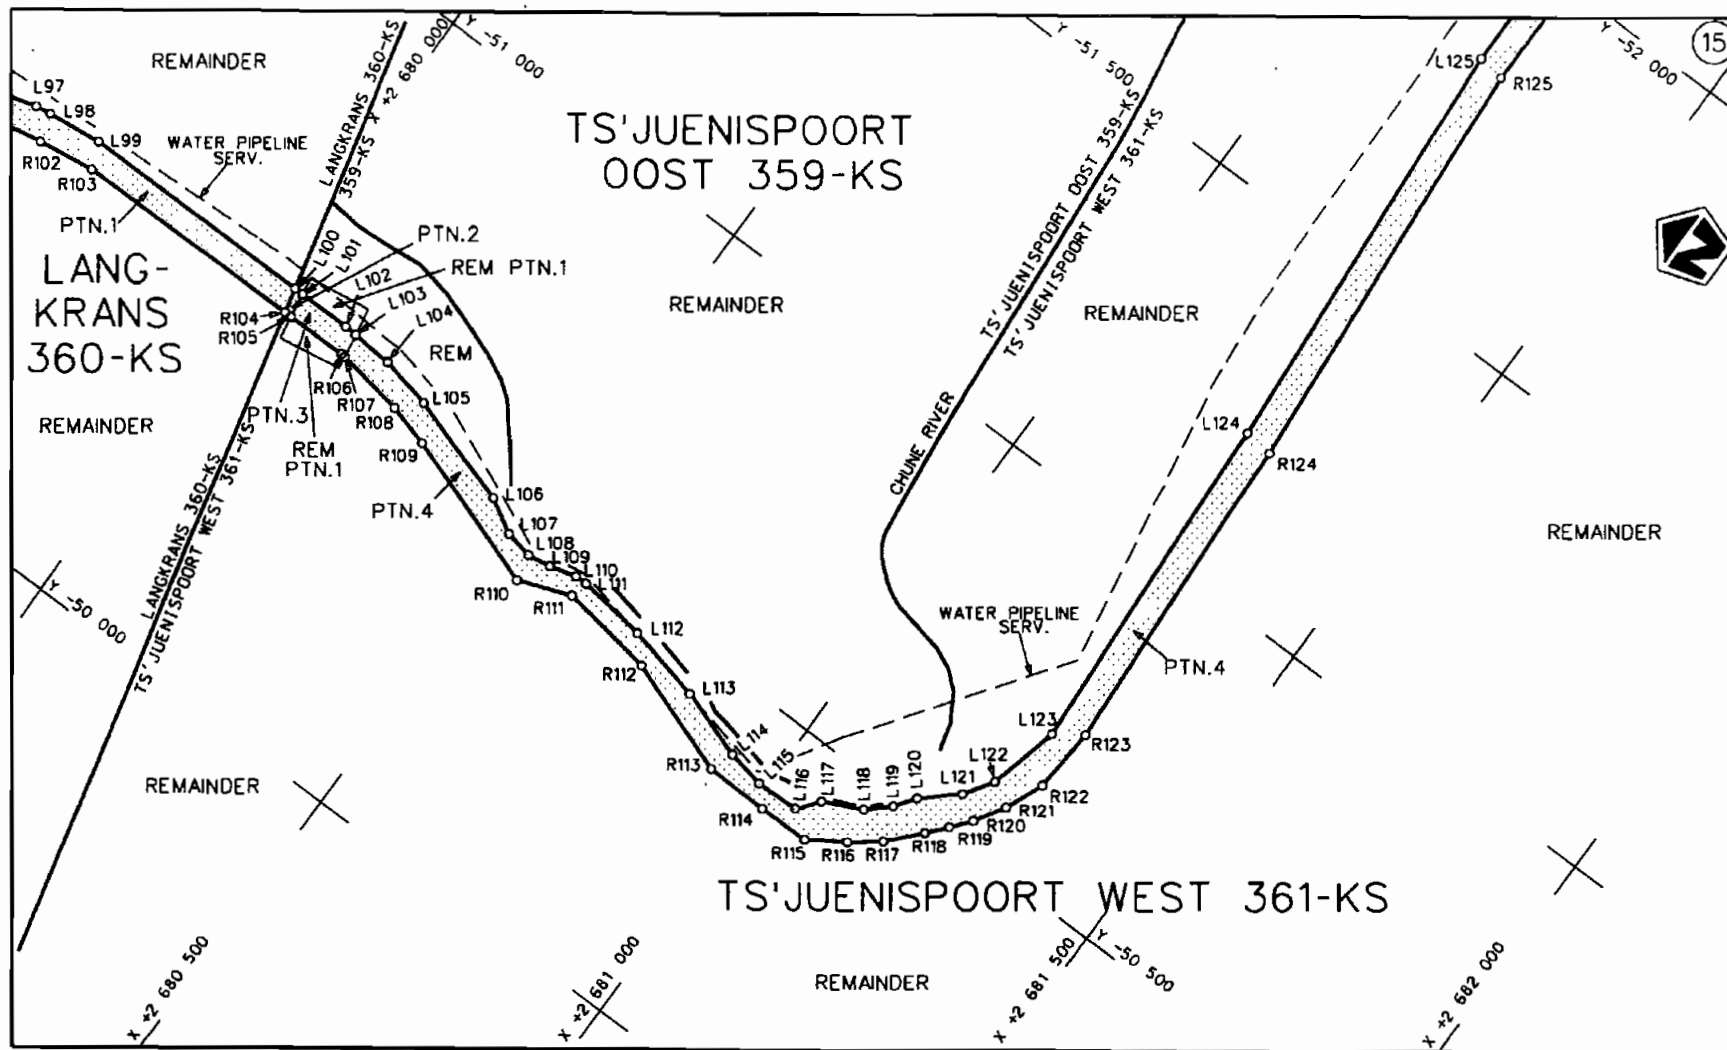 REMAINDER
LANGKRANS 360-KS
359-KS X +2 680 000
Y -51 000
Y -51 500
Y -52 000
15
L125
R125
L97
L98
L99
R102
R103
WATER PIPELINE
SERV.
TS'JUENISPOORT
OOST 359-KS
TS'JUENISPOORT OOST 359-KS
TS'JUENISPOORT WEST 361-KS
PTN.1
PTN.2
REM PTN.1
L100
L101
L102
L103
L104
LANG-
KRANS
360-KS
R104
R105
REM
REMAINDER
REMAINDER
R106
R107
R108
R109
L105
PTN.3
REM
PTN.1
REMAINDER
LANGKRANS 360-KS
TS'JUENISPOORT WEST 361-KS
PTN.4
L106
L107
L108
L109
L110
L111
R110
R111
CHUNE RIVER
L124
R124
REMAINDER
Y -50 000
L112
R112
WATER PIPELINE
SERV.
PTN.4
L113
L114
L115
L116
L117
L118
L119
L120
L121
L122
L123
R123
R113
REMAINDER
R114
R115
R116
R117
R118
R119
R120
R121
R122
TS'JUENISPOORT WEST 361-KS
X +2 680 500
X +2 681 000
X +2 681 500
Y -50 500
X +2 682 000
REMAINDER